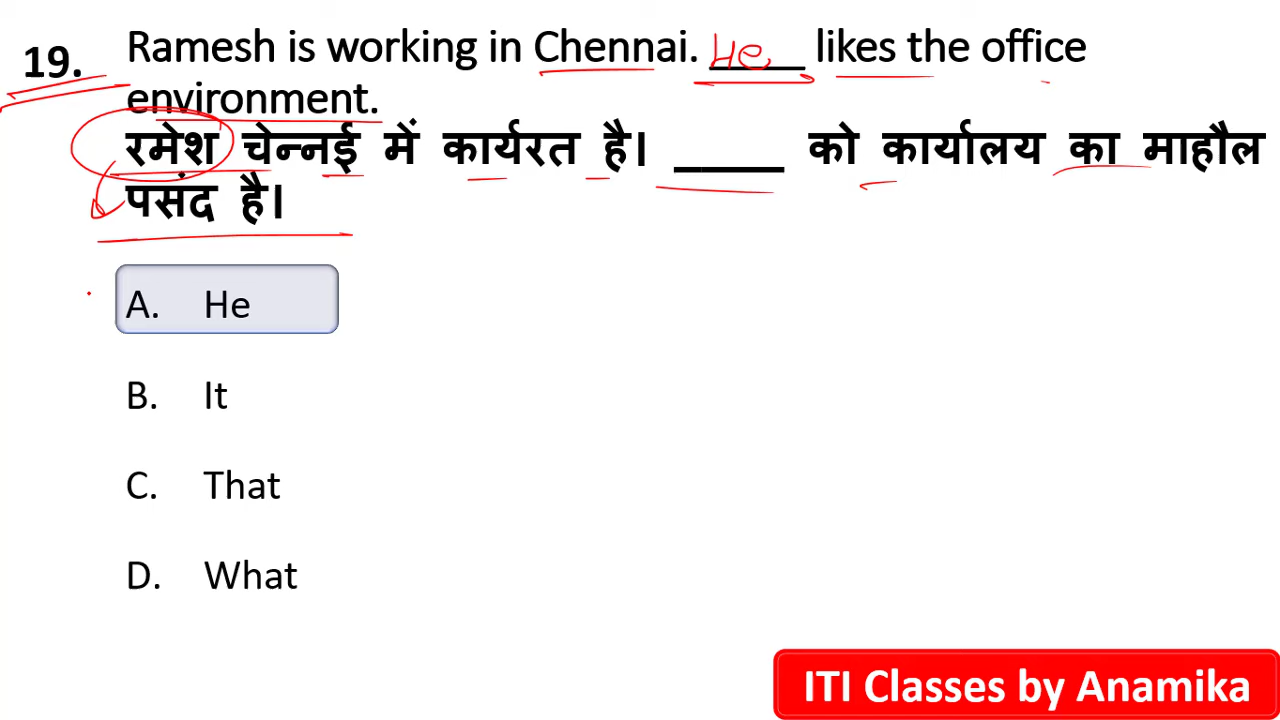 19. Ramesh is working in Chennai. He likes the office
environment.
रमेश चेन्नई में कार्यरत है। ____ को कार्यालय का माहौल
पसंद है।
A. He
B. It
C. That
D. What
ITI Classes by Anamika